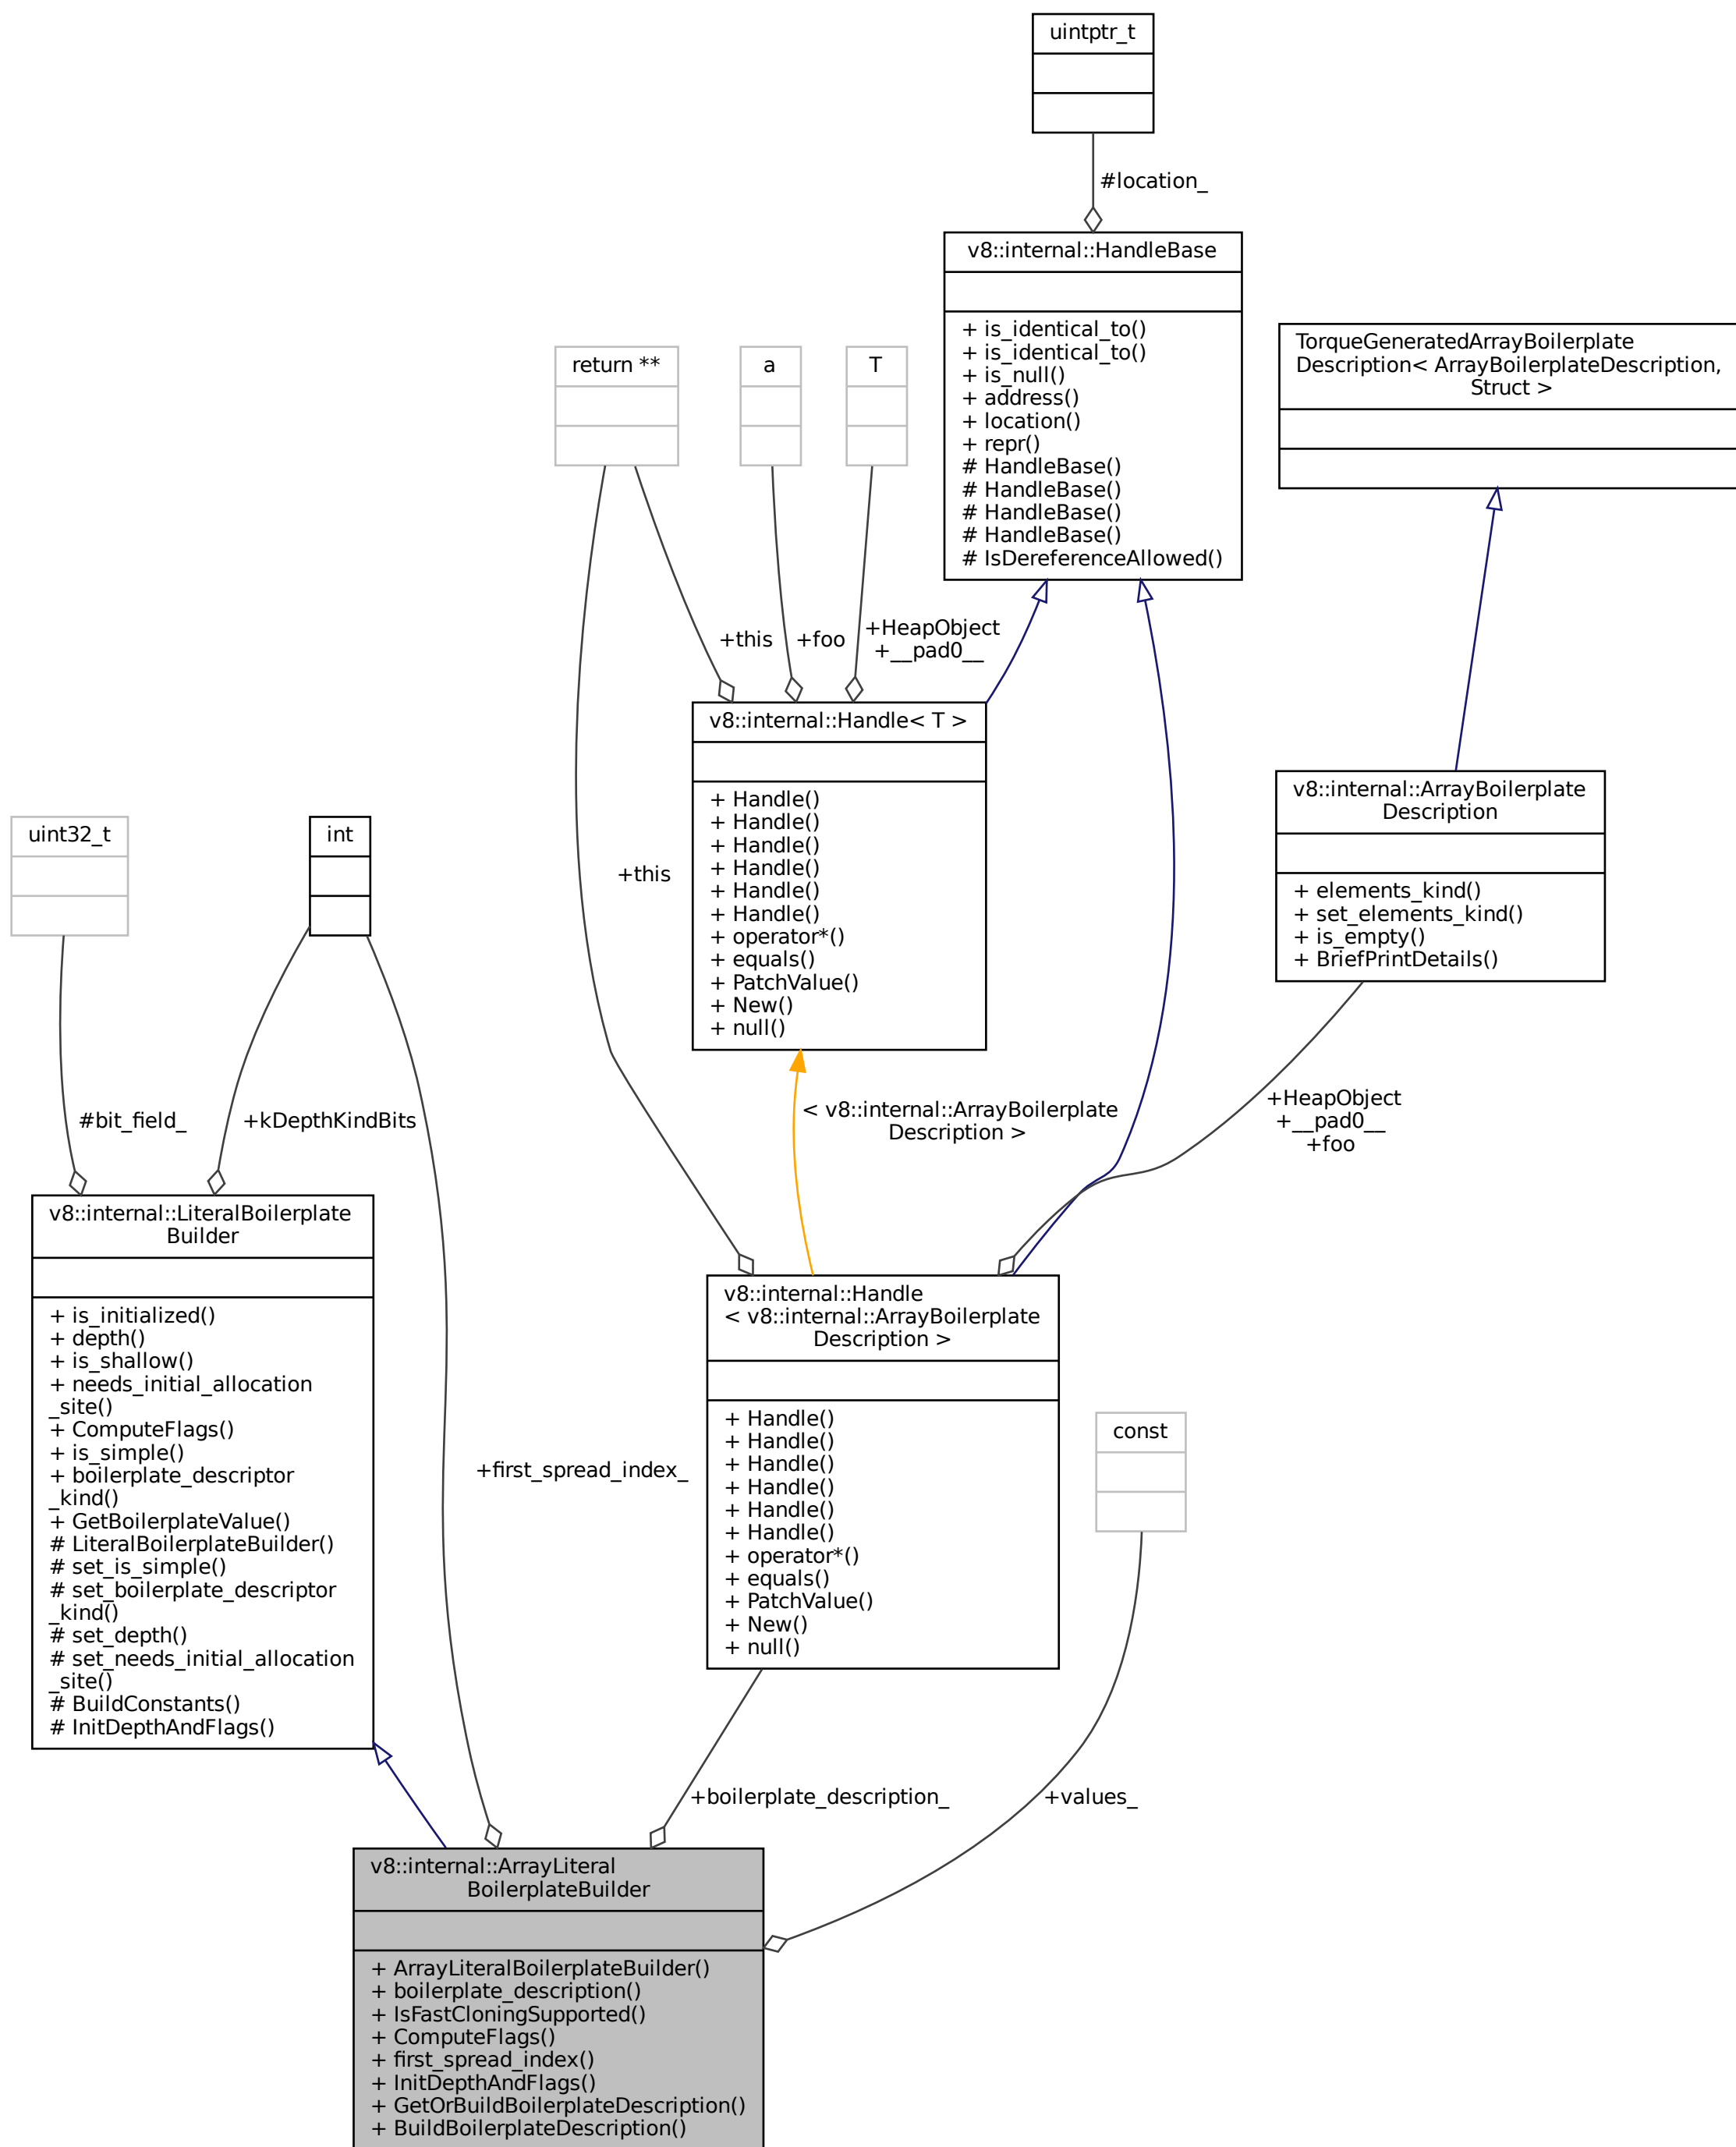 uintptr_t
#location_
v8::internal::HandleBase
+ is_identical_to()
+ is_identical_to()
+ is_null()
+ address()
+ location()
+ repr()
# HandleBase()
# HandleBase()
# HandleBase()
# HandleBase()
# IsDereferenceAllowed()
TorqueGeneratedArrayBoilerplate
Description< ArrayBoilerplateDescription,
Struct >
return **
a
T
+this
+foo
+HeapObject
+__pad0__
v8::internal::Handle< T >
+ Handle()
+ Handle()
+ Handle()
+ Handle()
+ Handle()
+ Handle()
+ operator*()
+ equals()
+ PatchValue()
+ New()
+ null()
v8::internal::ArrayBoilerplate
Description
+ elements_kind()
+ set_elements_kind()
+ is_empty()
+ BriefPrintDetails()
uint32_t
int
+this
#bit_field_
+kDepthKindBits
< v8::internal::ArrayBoilerplate
Description >
+HeapObject
+__pad0__
+foo
v8::internal::LiteralBoilerplate
Builder
+ is_initialized()
+ depth()
+ is_shallow()
+ needs_initial_allocation
_site()
+ ComputeFlags()
+ is_simple()
+ boilerplate_descriptor
_kind()
+ GetBoilerplateValue()
# LiteralBoilerplateBuilder()
# set_is_simple()
# set_boilerplate_descriptor
_kind()
# set_depth()
# set_needs_initial_allocation
_site()
# BuildConstants()
# InitDepthAndFlags()
+first_spread_index_
v8::internal::Handle
< v8::internal::ArrayBoilerplate
Description >
+ Handle()
+ Handle()
+ Handle()
+ Handle()
+ Handle()
+ Handle()
+ operator*()
+ equals()
+ PatchValue()
+ New()
+ null()
const
+boilerplate_description_
+values_
v8::internal::ArrayLiteral
BoilerplateBuilder
+ ArrayLiteralBoilerplateBuilder()
+ boilerplate_description()
+ IsFastCloningSupported()
+ ComputeFlags()
+ first_spread_index()
+ InitDepthAndFlags()
+ GetOrBuildBoilerplateDescription()
+ BuildBoilerplateDescription()